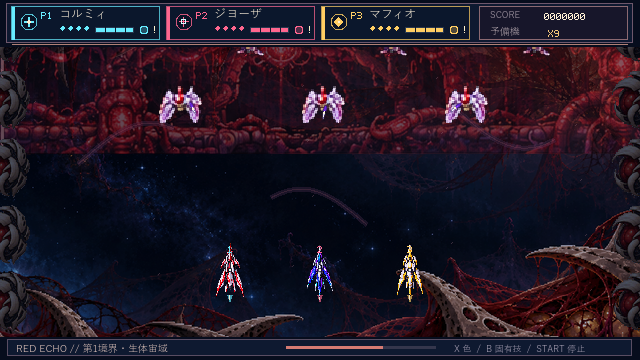 P1 コルミィ
!
P2 ジョーザ
!
P3 マフィオ
!
SCORE 0000000
予備機 X9
RED ECHO // 第1境界・生体宙域
X 色 / B 固有技 / START 停止